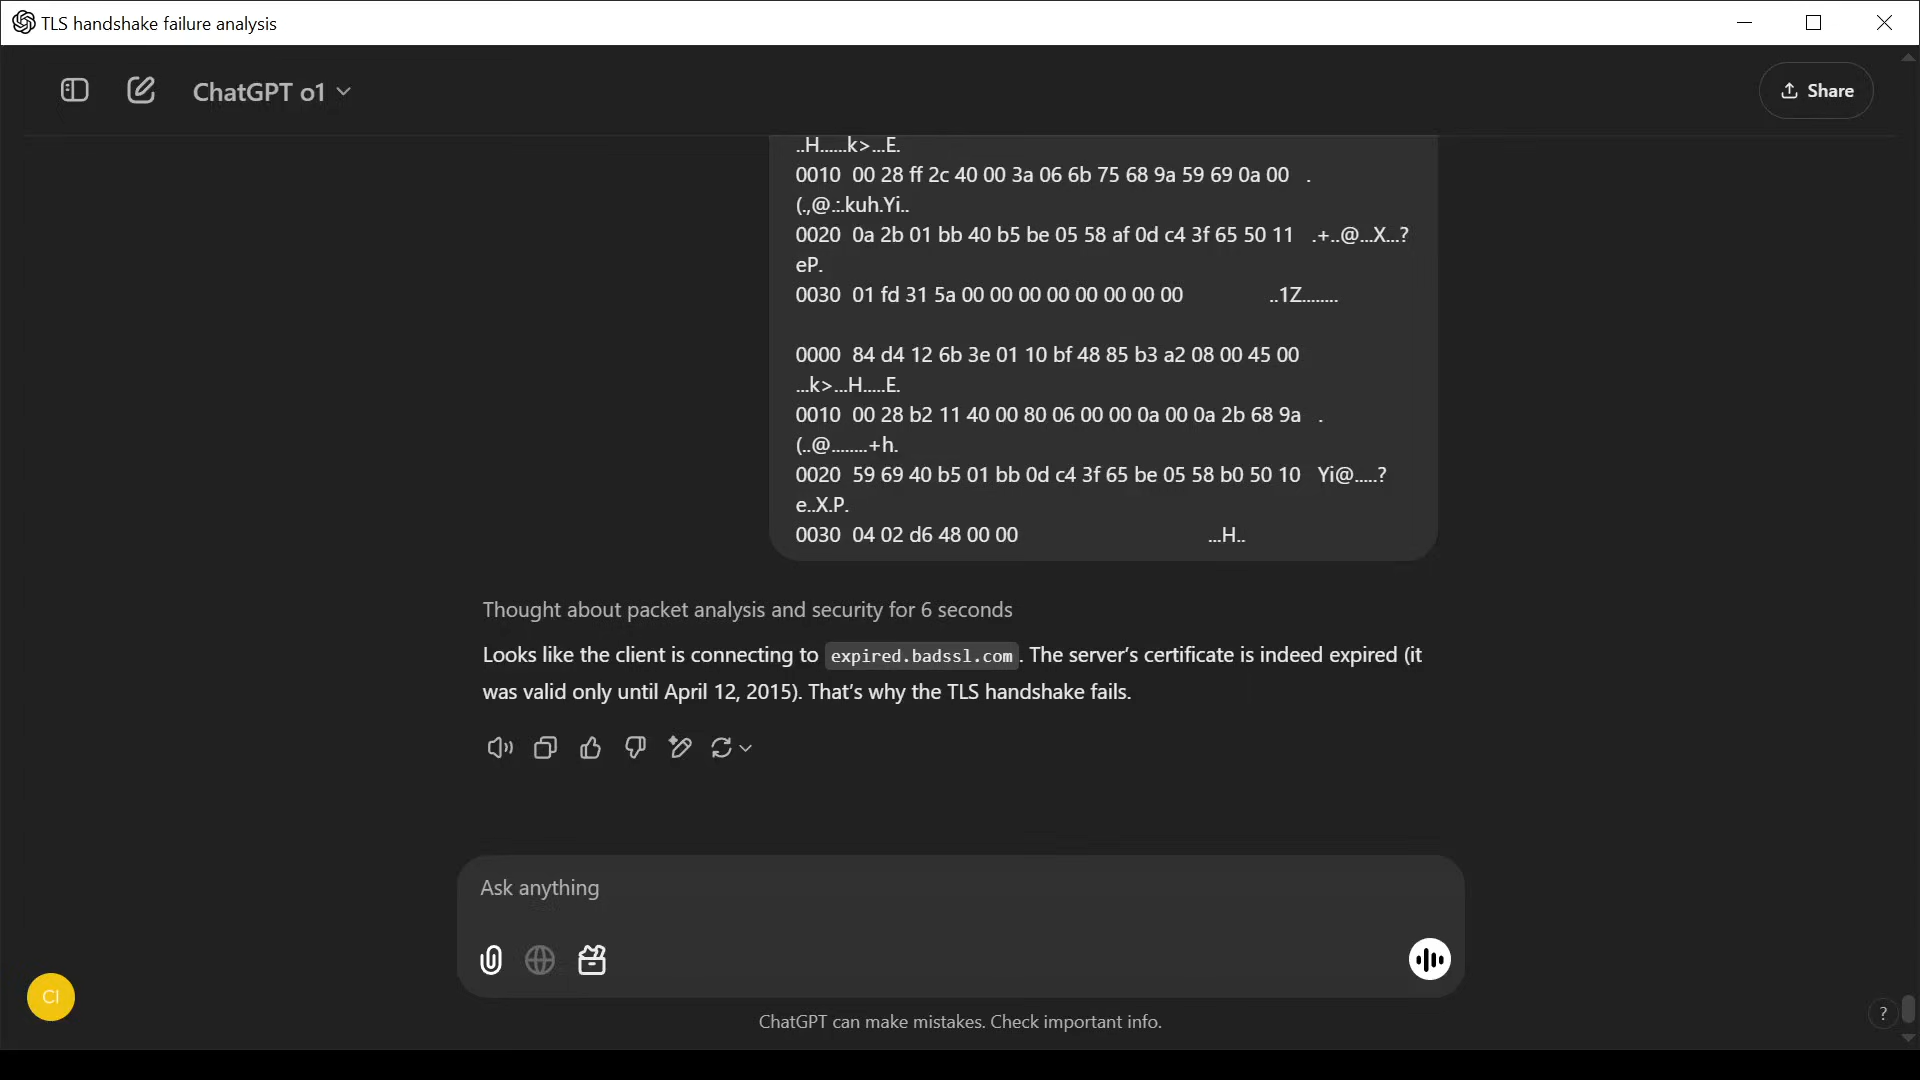 TLS handshake failure analysis
ChatGPT o1
Share
..H......k>...E.
0010 00 28 ff 2c 40 00 3a 06 6b 75 68 9a 59 69 0a 00 .
(.,@.:.kuh.Yi..
0020 0a 2b 01 bb 40 b5 be 05 58 af 0d c4 3f 65 50 11 .+..@...X...?
eP.
0030 01 fd 31 5a 00 00 00 00 00 00 00 00 ..1Z........
0000 84 d4 12 6b 3e 01 10 bf 48 85 b3 a2 08 00 45 00
...k>...H.....E.
0010 00 28 b2 11 40 00 80 06 00 00 0a 00 0a 2b 68 9a .
(..@........+h.
0020 59 69 40 b5 01 bb 0d c4 3f 65 be 05 58 b0 50 10 Yi@.....?
e..X.P.
0030 04 02 d6 48 00 00 ...H..
Thought about packet analysis and security for 6 seconds
Looks like the client is connecting to expired.badssl.com. The server’s certificate is indeed expired (it
was valid only until April 12, 2015). That’s why the TLS handshake fails.
Ask anything
CI
ChatGPT can make mistakes. Check important info.
?